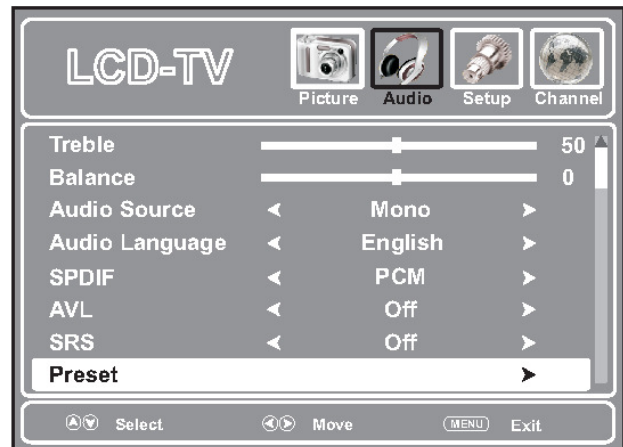 LCD-TV
Picture Audio Setup Channel
Treble 50
Balance 0
Audio Source Mono
Audio Language English
SPDIF PCM
AVL Off
SRS Off
Preset
Select Move MENU Exit